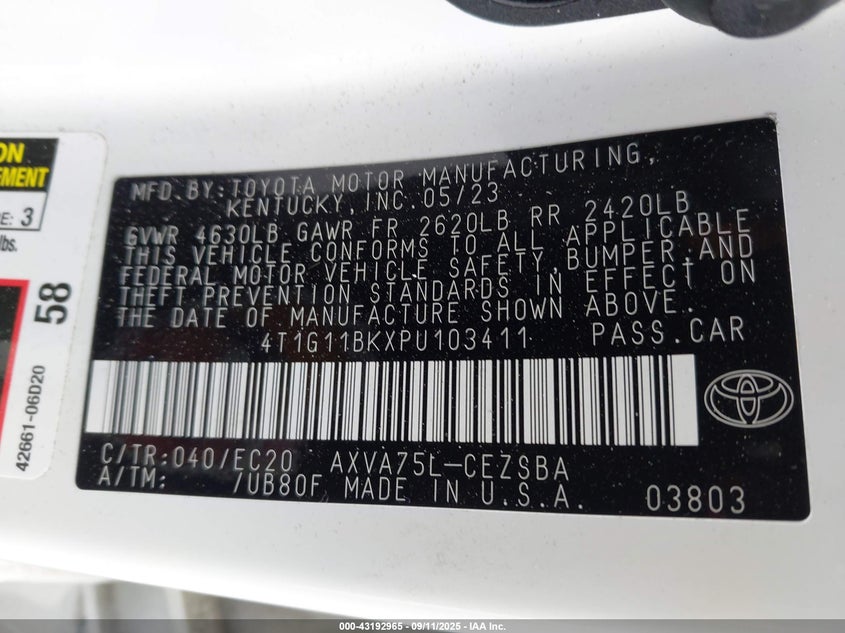 ON
EMENT
E: 3
lbs.
58
42661-06D20
MFD.BY:TOYOTA MOTOR MANUFACTURING,
KENTUCKY,INC.05/23
GVWR 4630LB GAWR FR 2620LB RR 2420LB
THIS VEHICLE CONFORMS TO ALL APPLICABLE
FEDERAL MOTOR VEHICLE SAFETY,BUMPER,AND
THEFT PREVENTION STANDARDS IN EFFECT ON
THE DATE OF MANUFACTURE SHOWN ABOVE.
4T1G11BKXPU103411 PASS.CAR
C/TR:040/EC20 AXVA75L-CEZSBA
A/TM: /UB80F MADE IN U.S.A. 03803
000-43192965 - 09/11/2025 - IAA Inc.